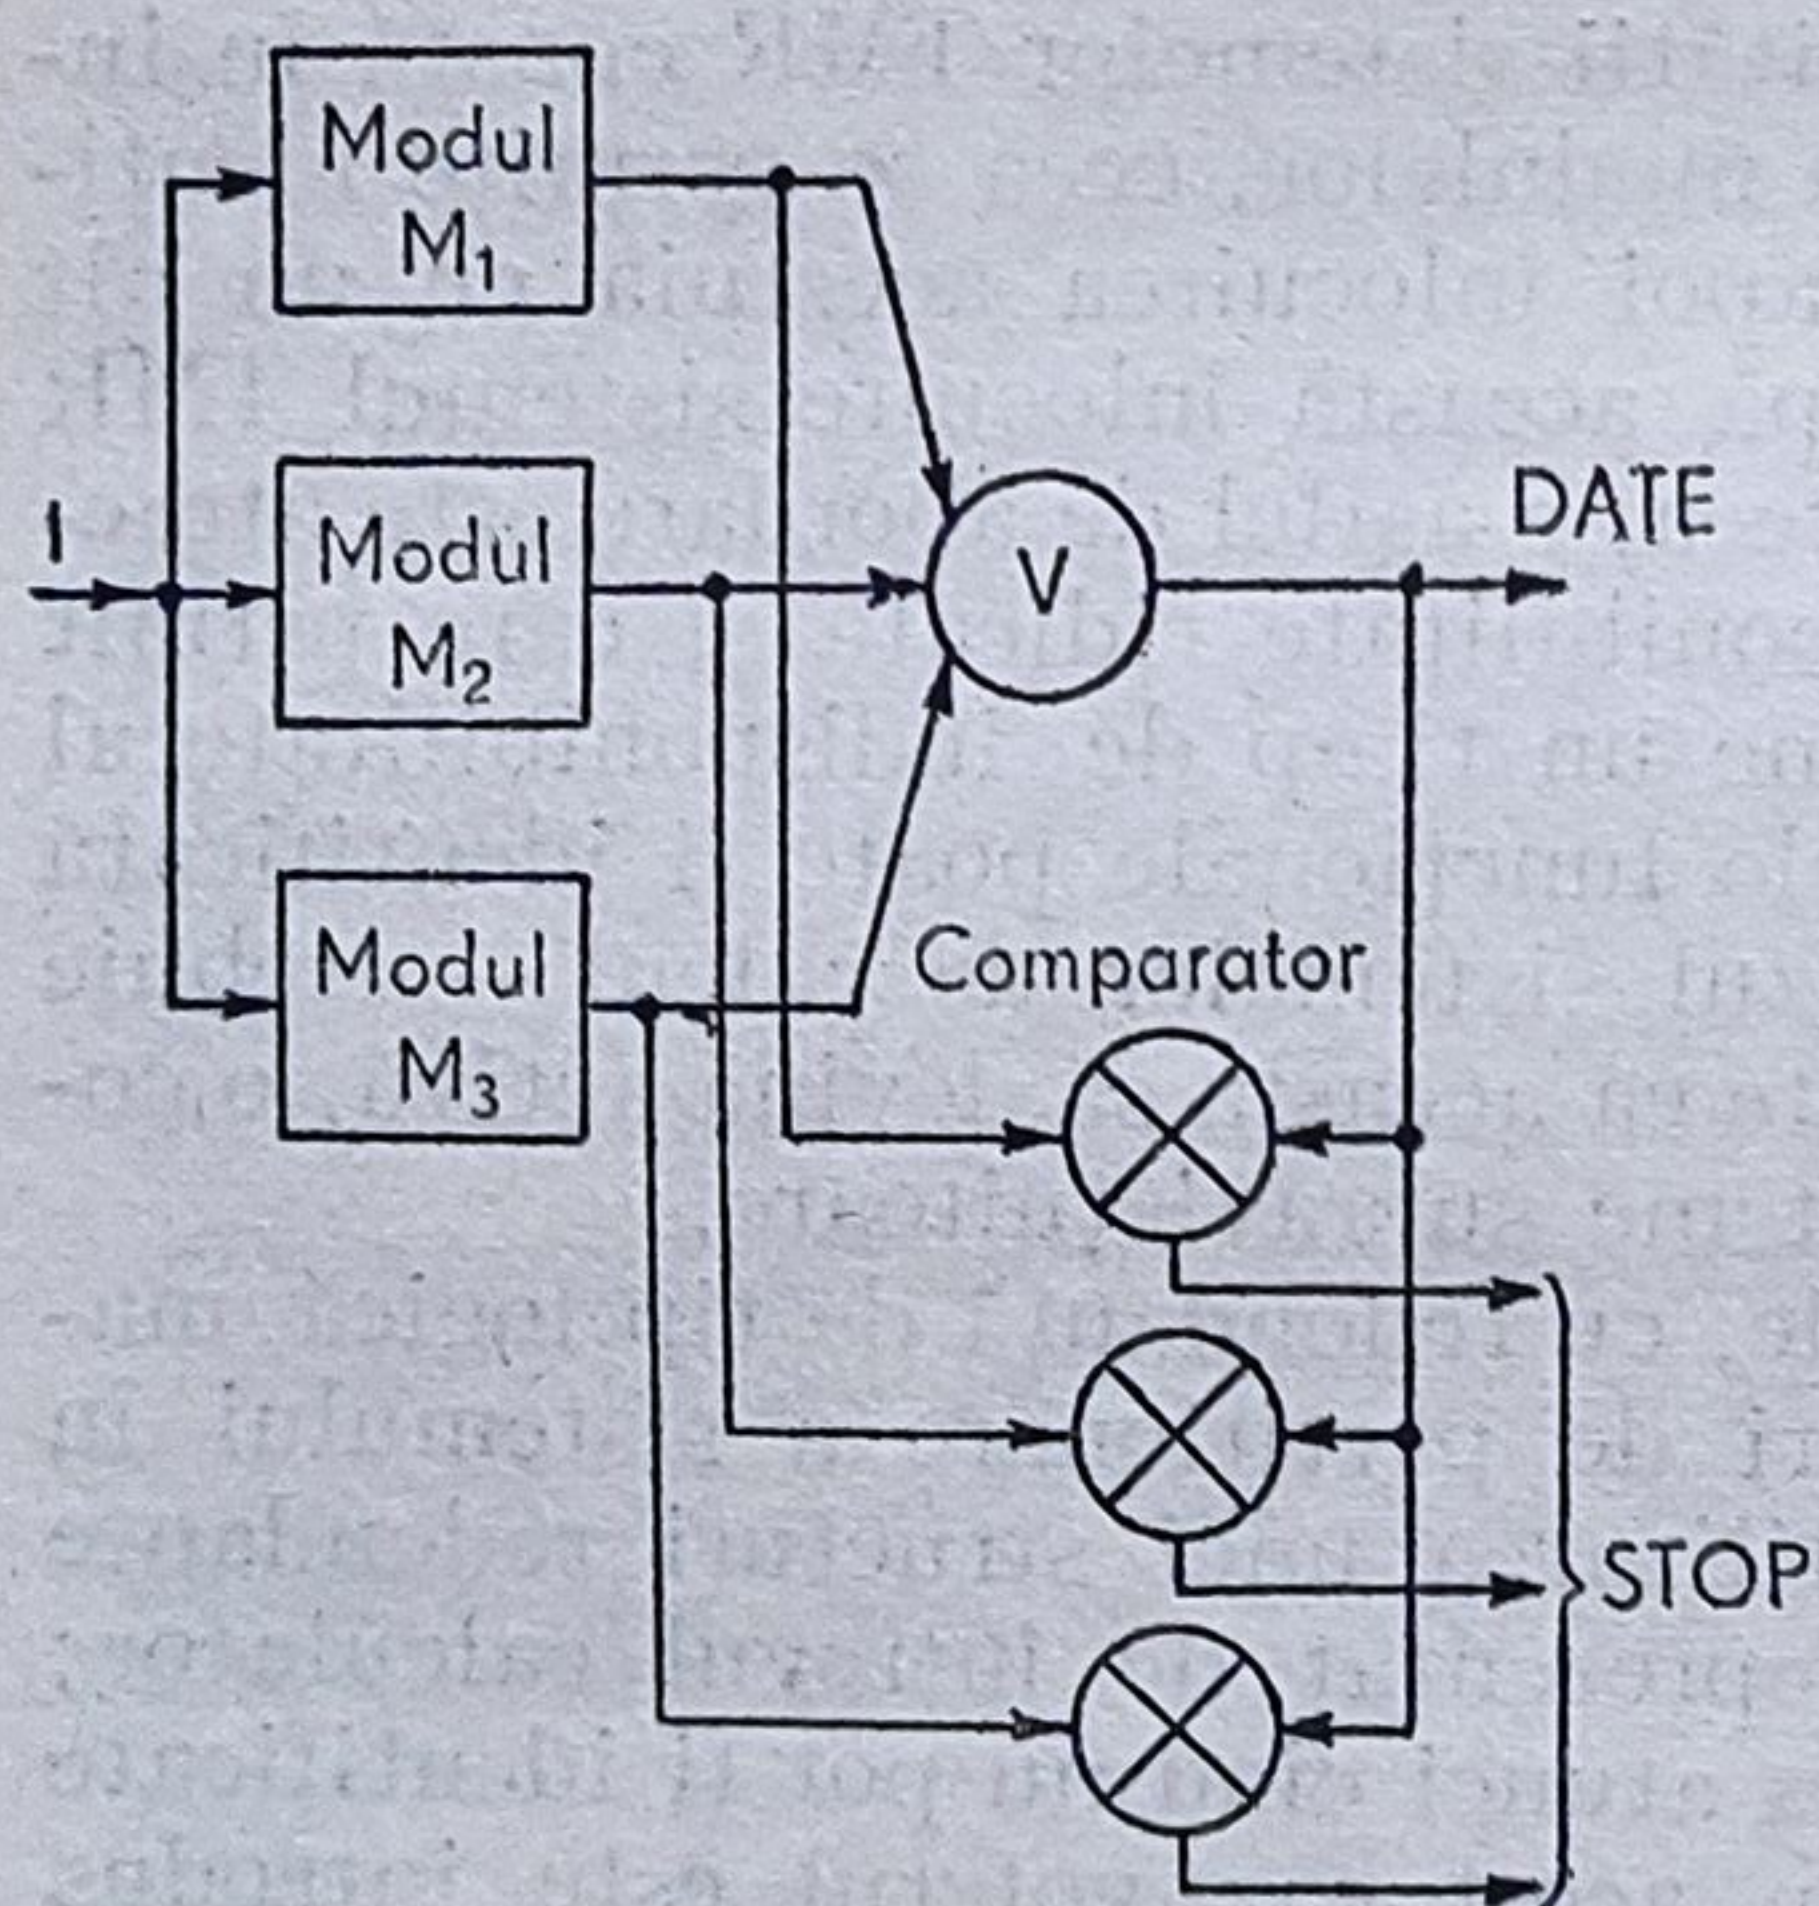 Modul
M₁
I
Modul
M₂
V
DATE
Modul
M₃
Comparator
STOP